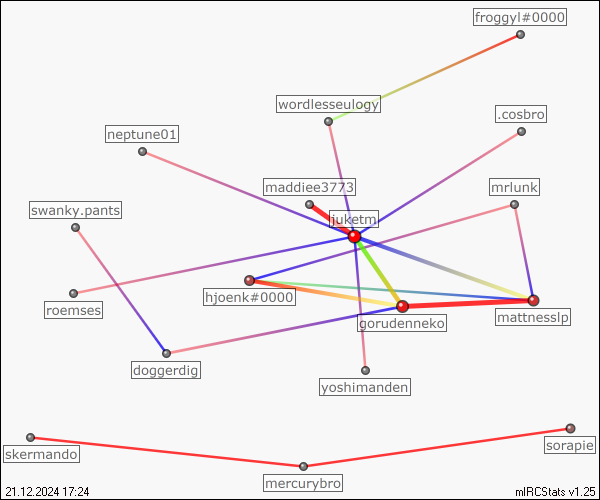 froggyl#0000
wordlesseulogy
.cosbro
neptune01
maddiee3773
mrlunk
swanky.pants
juketm
hjoenk#0000
roemses
gorudenneko
mattnesslp
doggerdig
yoshimanden
sorapie
skermando
mercurybro
21.12.2024 17:24
mIRCStats v1.25